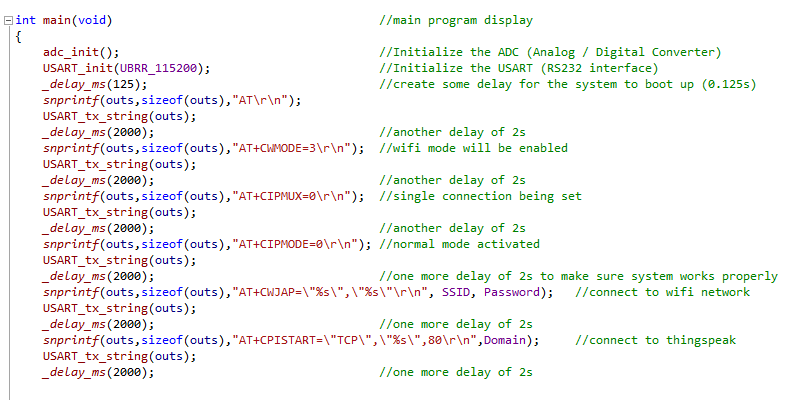 int main(void) //main program display
{
adc_init(); //Initialize the ADC (Analog / Digital Converter)
USART_init(UBRR_115200); //Initialize the USART (RS232 interface)
_delay_ms(125); //create some delay for the system to boot up (0.125s)
snprintf(outs,sizeof(outs),"AT\r\n");
USART_tx_string(outs);
_delay_ms(2000); //another delay of 2s
snprintf(outs,sizeof(outs),"AT+CWMODE=3\r\n"); //wifi mode will be enabled
USART_tx_string(outs);
_delay_ms(2000); //another delay of 2s
snprintf(outs,sizeof(outs),"AT+CIPMUX=0\r\n"); //single connection being set
USART_tx_string(outs);
_delay_ms(2000); //another delay of 2s
snprintf(outs,sizeof(outs),"AT+CIPMODE=0\r\n"); //normal mode activated
USART_tx_string(outs);
_delay_ms(2000); //one more delay of 2s to make sure system works properly
snprintf(outs,sizeof(outs),"AT+CWJAP=\"%s\",\"%s\"\r\n", SSID, Password); //connect to wifi network
USART_tx_string(outs);
_delay_ms(2000); //one more delay of 2s
snprintf(outs,sizeof(outs),"AT+CPISTART=\"TCP\",\"%s\",80\r\n",Domain); //connect to thingspeak
USART_tx_string(outs);
_delay_ms(2000); //one more delay of 2s